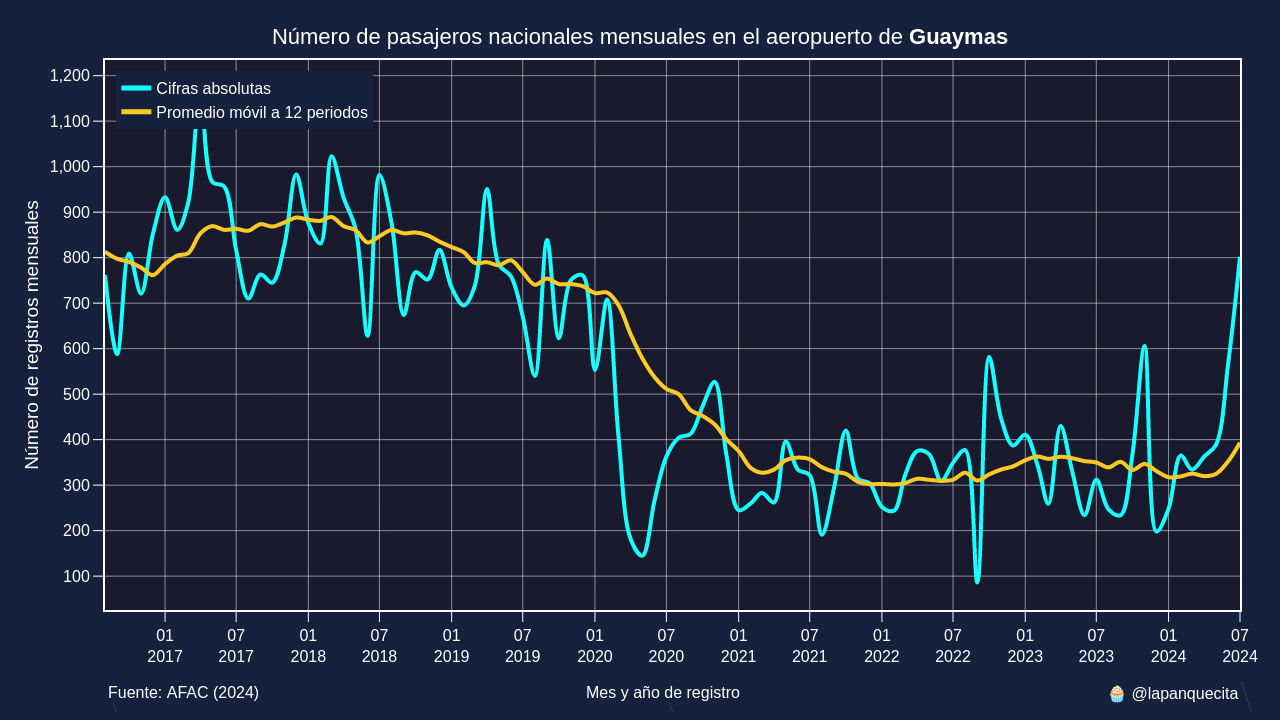 Número de pasajeros nacionales mensuales en el aeropuerto de Guaymas
Cifras absolutas
Promedio móvil a 12 periodos
Número de registros mensuales
1,200
1,100
1,000
900
800
700
600
500
400
300
200
100
01 07 01 07 01 07 01 07 01 07 01 07 01 07 01 07
2017 2017 2018 2018 2019 2019 2020 2020 2021 2021 2022 2022 2023 2023 2024 2024
Fuente: AFAC (2024)
Mes y año de registro
🧁 @lapanquecita